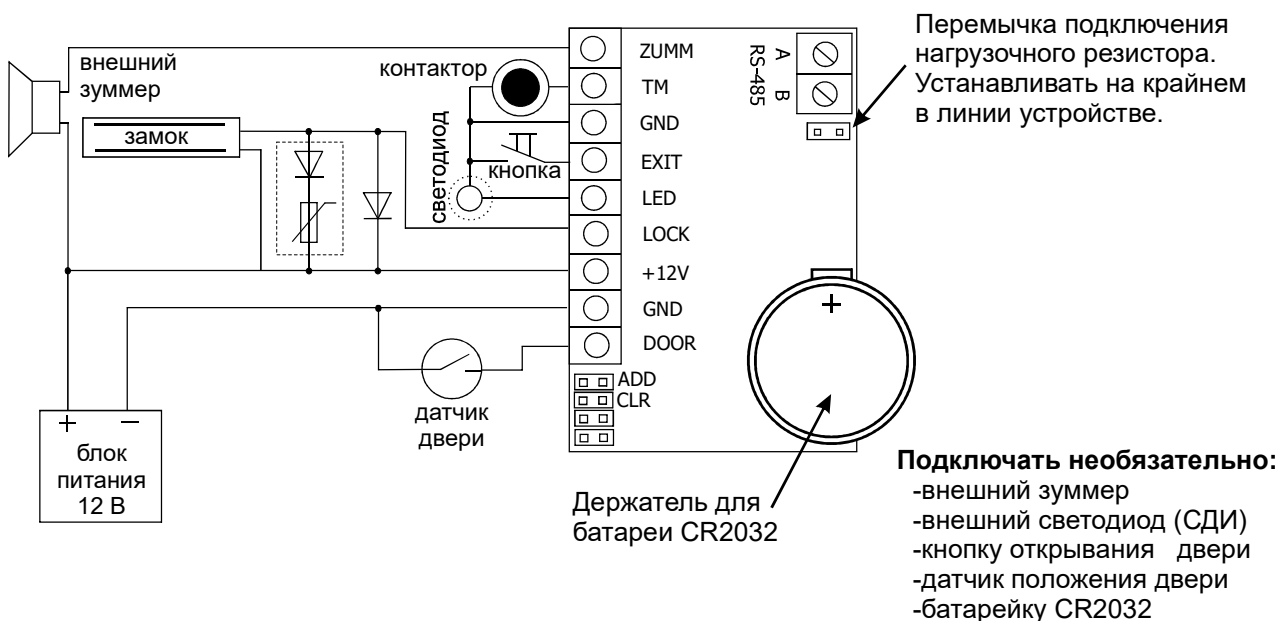 внешний
зуммер
замок
контактор
светодиод
кнопка
ZUMM
TM
GND
EXIT
LED
LOCK
+12V
GND
DOOR
ADD
CLR
A
B
RS-485
Перемычка подключения
нагрузочного резистора.
Устанавливать на крайнем
в линии устройстве.
+
+ −
блок
питания
12 В
датчик
двери
Держатель для
батареи CR2032
Подключать необязательно:
-внешний зуммер
-внешний светодиод (СДИ)
-кнопку открывания двери
-датчик положения двери
-батарейку CR2032